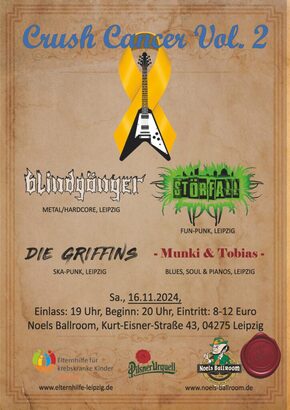 Crush Cancer Vol. 2
blindgänger
STÖRFALL
METAL/HARDCORE, LEIPZIG
FUN-PUNK, LEIPZIG
DIE GRIFFINS
- Munki & Tobias -
SKA-PUNK, LEIPZIG
BLUES, SOUL & PIANOS, LEIPZIG
Sa., 16.11.2024,
Einlass: 19 Uhr, Beginn: 20 Uhr, Eintritt: 8-12 Euro
Noels Ballroom, Kurt-Eisner-Straße 43, 04275 Leipzig
Elternhilfe für
krebskranke Kinder
Pilsner Urquell
Noels Ballroom
www.elternhilfe-leipzig.de
www.noels-ballroom.de